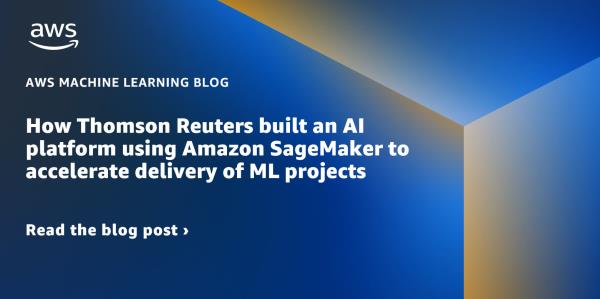 aws
AWS MACHINE LEARNING BLOG
How Thomson Reuters built an AI
platform using Amazon SageMaker to
accelerate delivery of ML projects
Read the blog post ›